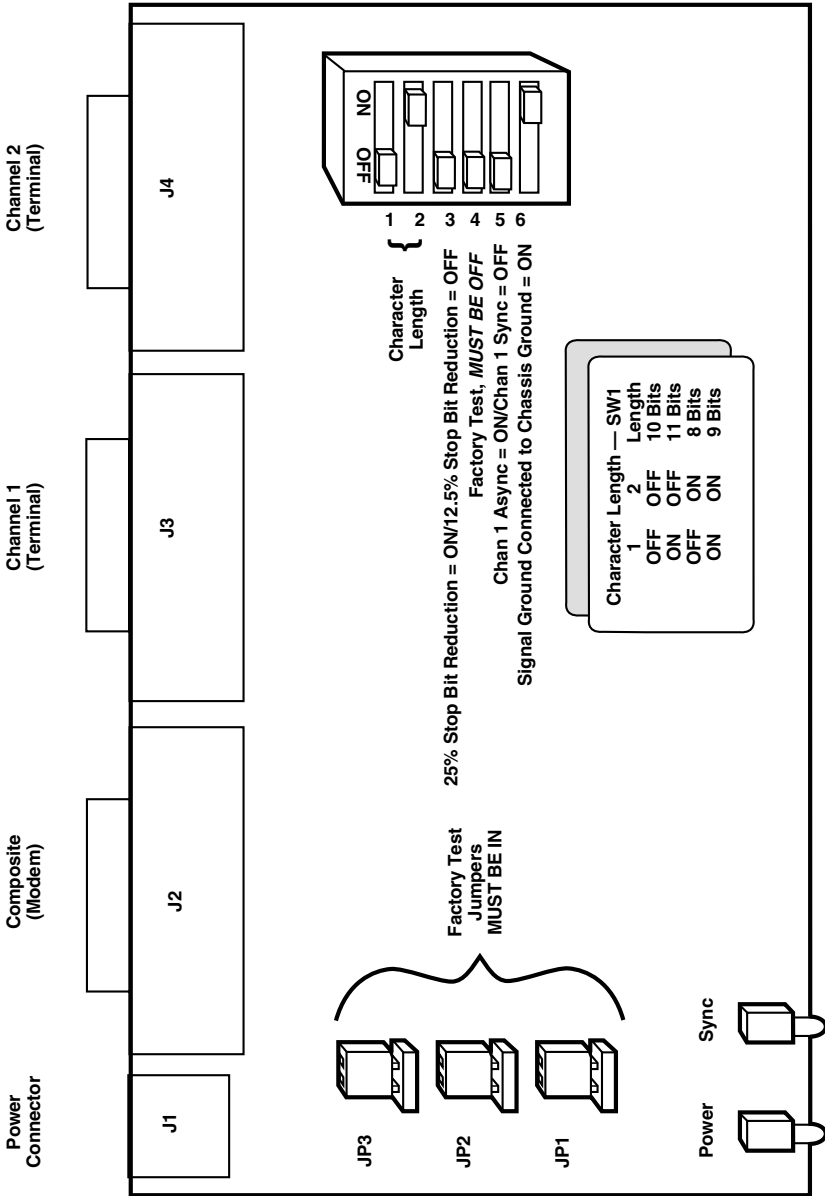 Power
Connector
Composite
(Modem)
Channel 1
(Terminal)
Channel 2
(Terminal)
J1
J2
J3
J4
JP3
JP2
JP1
Factory Test
Jumpers
MUST BE IN
OFF ON
1
2
3
4
5
6
Character
Length
25% Stop Bit Reduction = ON/12.5% Stop Bit Reduction = OFF
Factory Test, MUST BE OFF
Chan 1 Async = ON/Chan 1 Sync = OFF
Signal Ground Connected to Chassis Ground = ON
Character Length — SW1
1 2 Length
OFF OFF 10 Bits
ON OFF 11 Bits
OFF ON 8 Bits
ON ON 9 Bits
Power
Sync